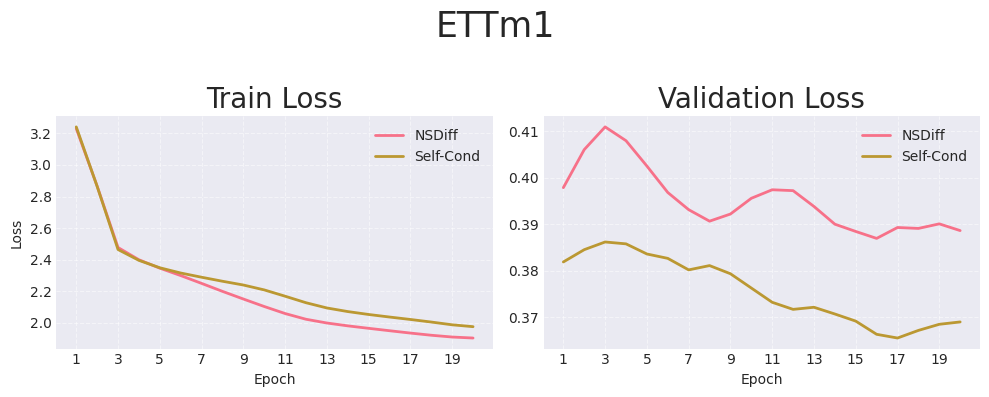 ETTm1
Train Loss
3.2
3.0
2.8
2.6
2.4
2.2
2.0
Loss
NSDiff
Self-Cond
1 3 5 7 9 11 13 15 17 19
Epoch
Validation Loss
0.41
0.40
0.39
0.38
0.37
NSDiff
Self-Cond
1 3 5 7 9 11 13 15 17 19
Epoch